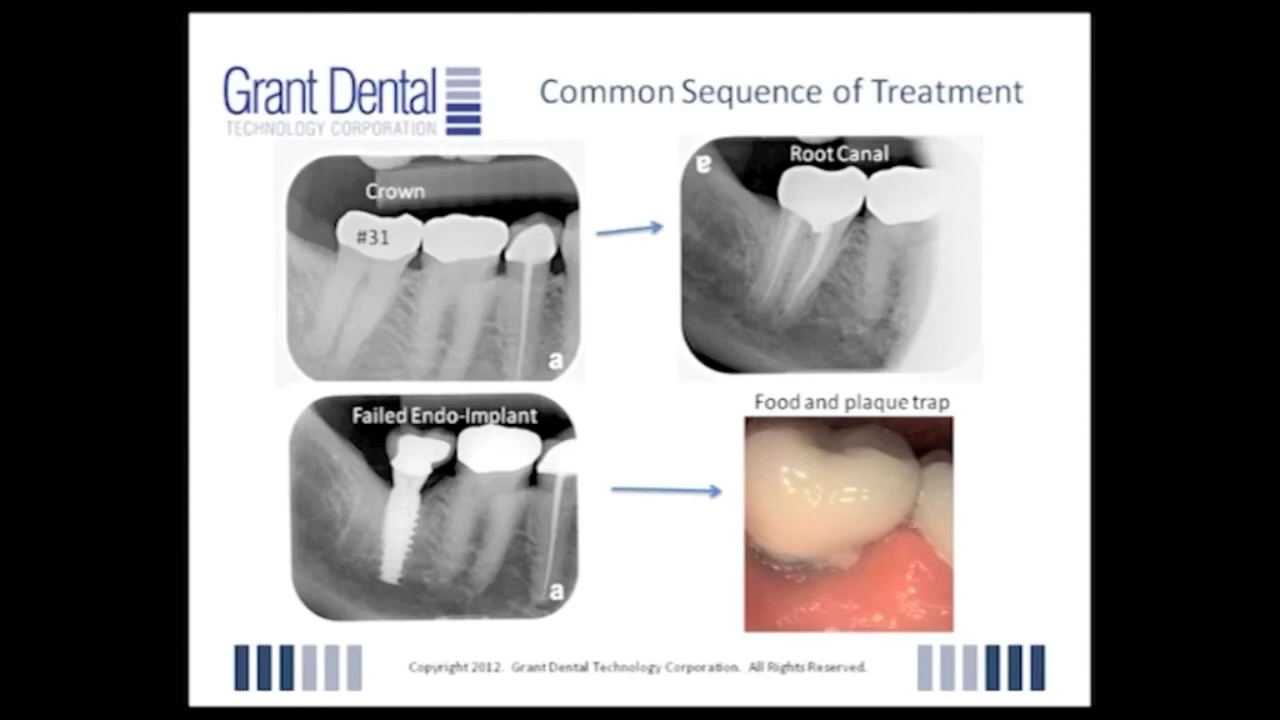 Grant Dental
TECHNOLOGY CORPORATION
Common Sequence of Treatment
Crown
#31
a
Root Canal
a
Failed Endo-Implant
a
Food and plaque trap
Copyright 2012. Grant Dental Technology Corporation. All Rights Reserved.